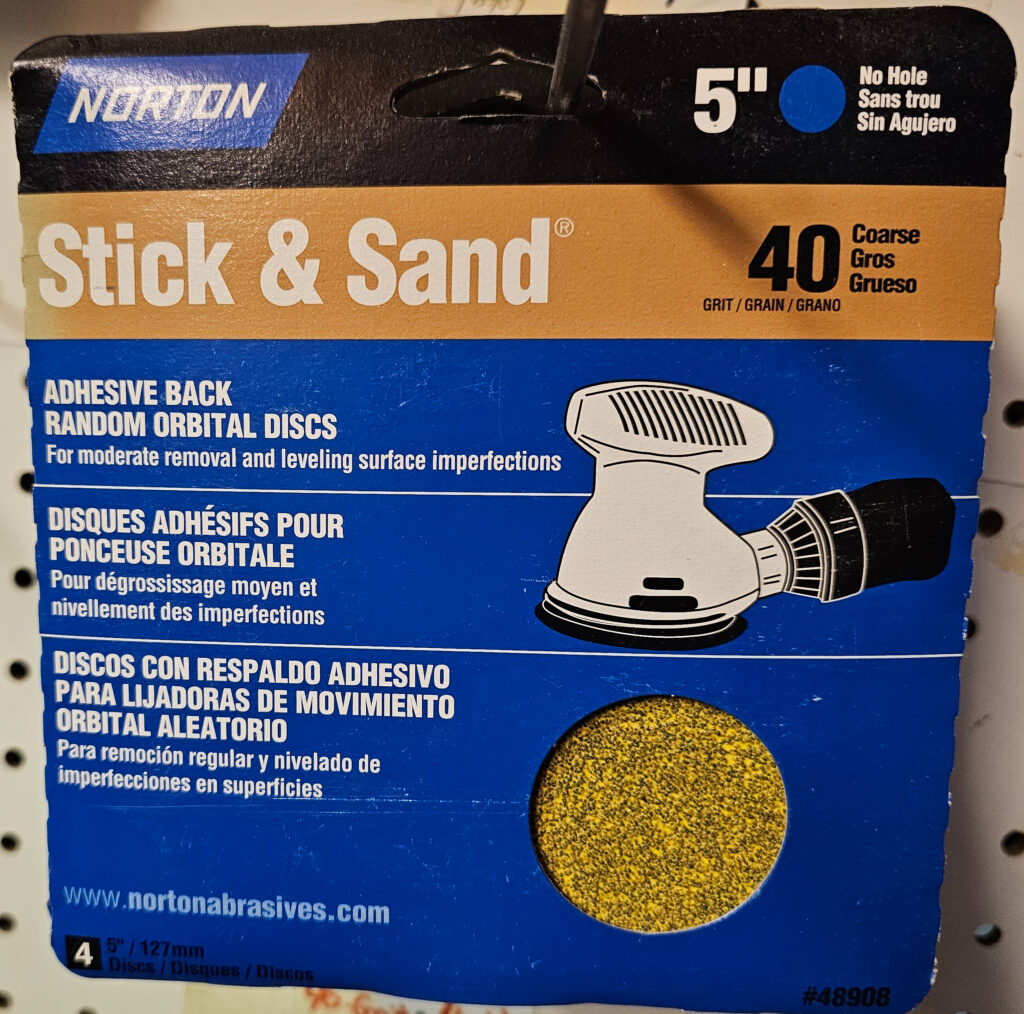 NORTON
5"
No Hole
Sans trou
Sin Agujero
Stick & Sand®
40
Coarse
Gros
Grueso
GRIT / GRAIN / GRANO
ADHESIVE BACK
RANDOM ORBITAL DISCS
For moderate removal and leveling surface imperfections
DISQUES ADHÉSIFS POUR
PONCEUSE ORBITALE
Pour dégrossissage moyen et
nivellement des imperfections
DISCOS CON RESPALDO ADHESIVO
PARA LIJADORAS DE MOVIMIENTO
ORBITAL ALEATORIO
Para remoción regular y nivelado de
imperfecciones en superficies
www.nortonabrasives.com
4
5" / 127mm
Discs / Disques / Discos
#48908